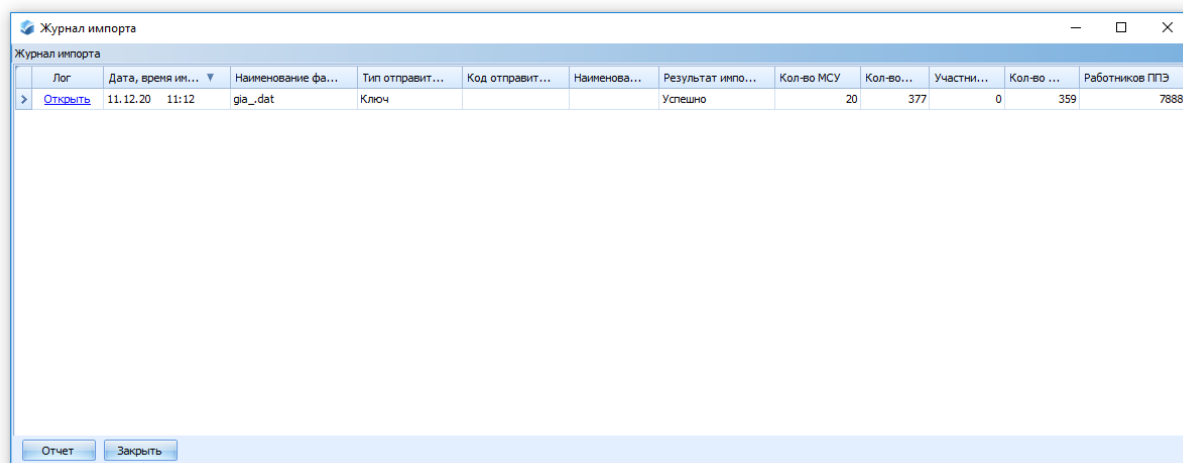 Журнал импорта
Журнал импорта
Лог Дата, время им... Наименование фа... Тип отправит... Код отправит... Наименова... Результат импо... Кол-во МСУ Кол-во... Участни... Кол-во ... Работников ППЭ
Открыть 11.12.20 11:12 gia_.dat Ключ Успешно 20 377 0 359 7888
Отчет Закрыть